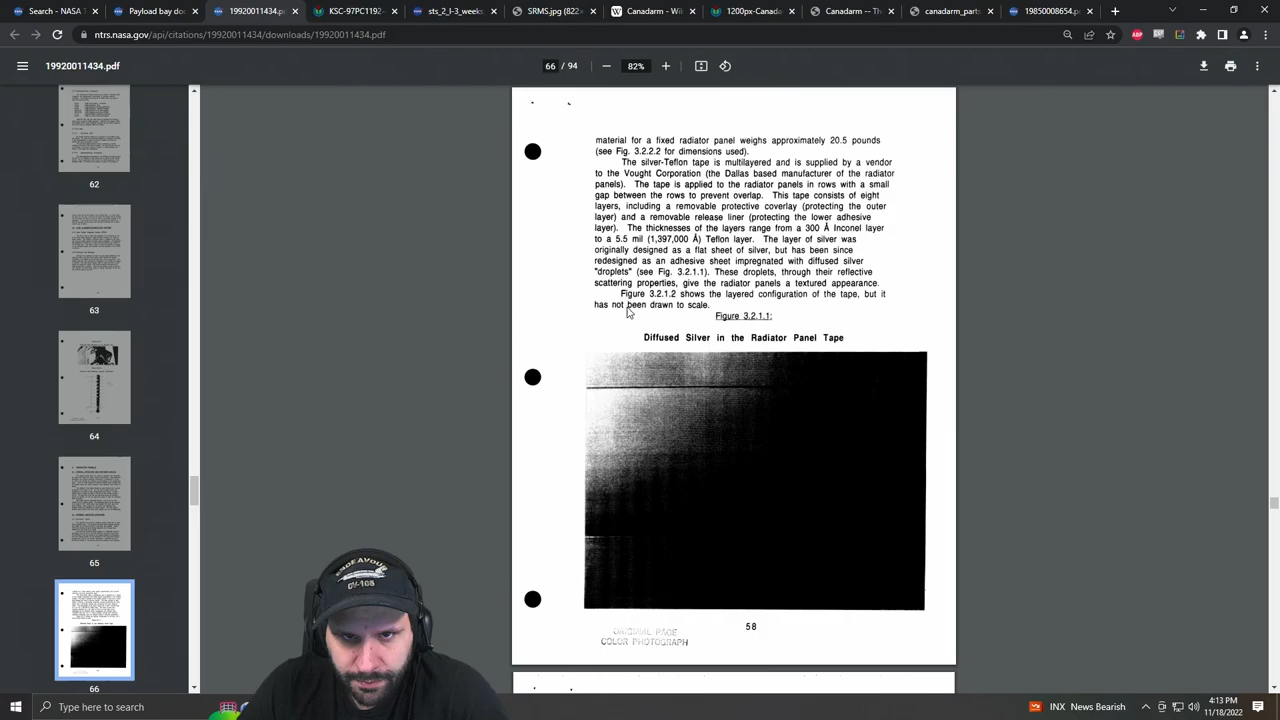 Search - NASA T
Payload bay do
19920011434.pc
KSC-97EC1192
sts_2_I-3_weeks
SRMS.jpg (822×
Canadarm - Wik
1200px-Canada
Canadarm -- Th
canadarm_parts
19850008654.p
ntrs.nasa.gov/api/citations/19920011434/downloads/19920011434.pdf
ABP
19920011434.pdf
66 / 94
82%
62
63
64
65
66
material for a fixed radiator panel weighs approximately 20.5 pounds
(see Fig. 3.2.2.2 for dimensions used).
The silver-Teflon tape is multilayered and is supplied by a vendor
to the Vought Corporation (the Dallas based manufacturer of the radiator
panels). The tape is applied to the radiator panels in rows with a small
gap between the rows to prevent overlap. This tape consists of eight
layers, including a removable protective coverlay (protecting the outer
layer) and a removable release liner (protecting the lower adhesive
layer). The thicknesses of the layers range from a 300 Å Inconel layer
to a 5.5 mil (1,397,000 Å) Teflon layer. The layer of silver was
originally designed as a flat sheet of silver, but has been since
redesigned as an adhesive sheet impregnated with diffused silver
"droplets" (see Fig. 3.2.1.1). These droplets, through their reflective
scattering properties, give the radiator panels a textured appearance.
Figure 3.2.1.2 shows the layered configuration of the tape, but it
has not been drawn to scale.
Figure 3.2.1.1:
Diffused Silver in the Radiator Panel Tape
58
ORIGINAL PAGE
COLOR PHOTOGRAPH
ENDEAVOUR
Type here to search
INX News Bearish
4:13 PM
11/18/2022